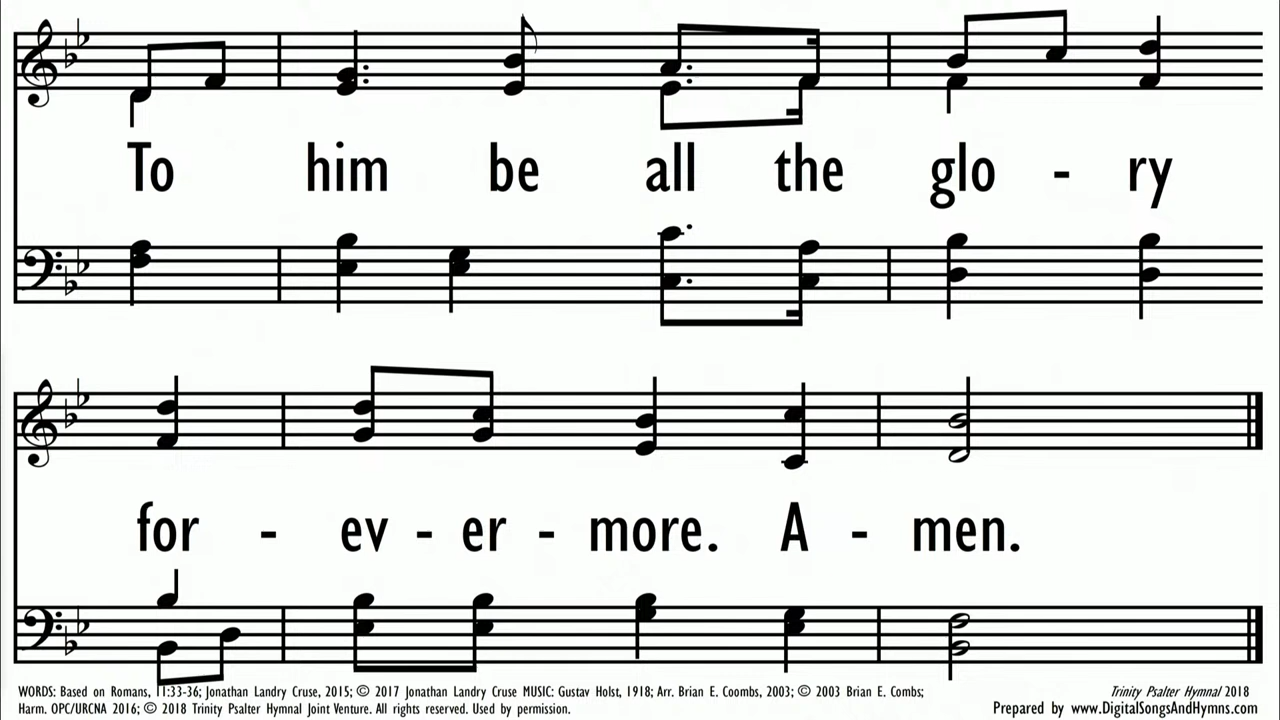 To him be all the glo - ry
for - ev - er - more. A - men.
WORDS: Based on Romans, 11:33-36; Jonathan Landry Cruse, 2015; © 2017 Jonathan Landry Cruse MUSIC: Gustav Holst, 1918; Arr. Brian E. Coombs, 2003; © 2003 Brian E. Combs;
Harm. OPC/URCNA 2016; © 2018 Trinity Psalter Hymnal Joint Venture. All rights reserved. Used by permission.
Trinity Psalter Hymnal 2018
Prepared by www.DigitalSongsAndHymns.com